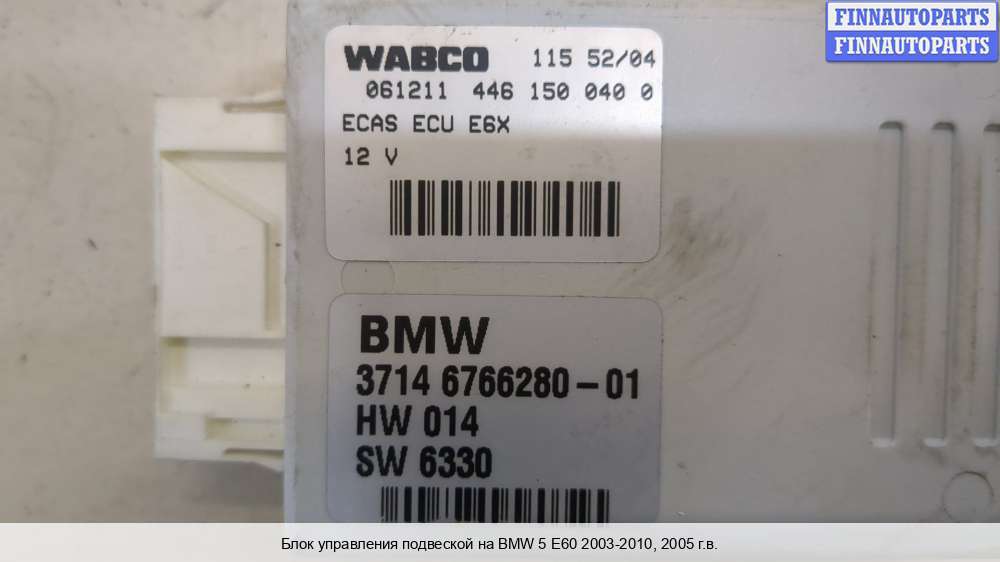 FINNAUTOPARTS
FINNAUTOPARTS
WABCO 115 52/04
061211 446 150 040 0
ECAS ECU E6X
12 V
BMW
3714 6766280-01
HW 014
SW 6330
Блок управления подвеской на BMW 5 E60 2003-2010, 2005 г.в.